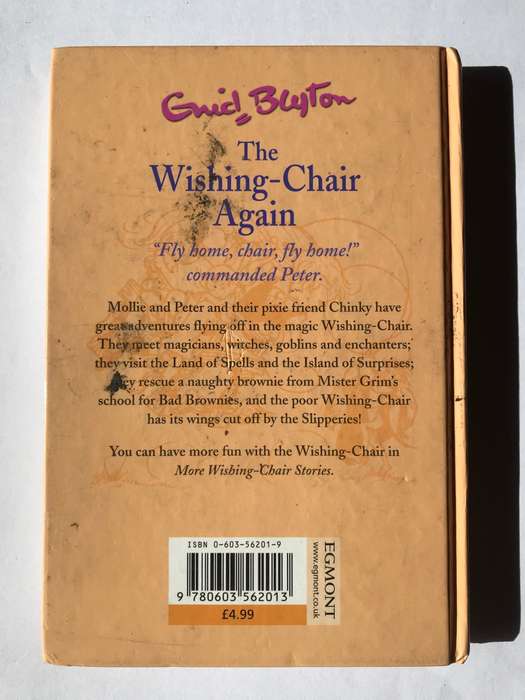 Enid Blyton
The
Wishing-Chair
Again
“Fly home, chair, fly home!”
commanded Peter.
Mollie and Peter and their pixie friend Chinky have
great adventures flying off in the magic Wishing-Chair.
They meet magicians, witches, goblins and enchanters;
they visit the Land of Spells and the Island of Surprises;
they rescue a naughty brownie from Mister Grim’s
school for Bad Brownies, and the poor Wishing-Chair
has its wings cut off by the Slipperies!
You can have more fun with the Wishing-Chair in
More Wishing-Chair Stories.
ISBN 0-603-56201-9
9 780603 562013
£4.99
EGMONT
www.egmont.co.uk